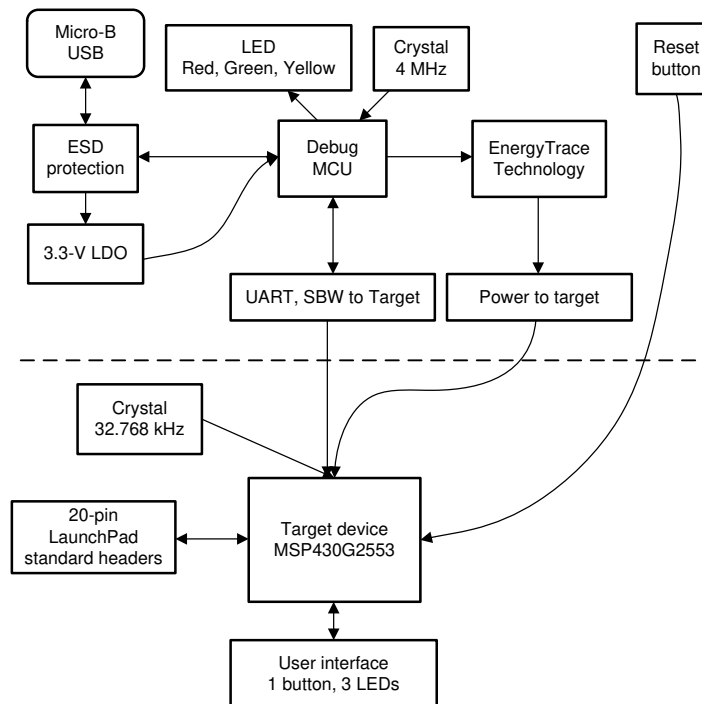 Micro-B
USB
LED
Red, Green, Yellow
Crystal
4 MHz
Reset
button
ESD
protection
Debug
MCU
EnergyTrace
Technology
3.3-V LDO
UART, SBW to Target
Power to target
Crystal
32.768 kHz
20-pin
LaunchPad
standard headers
Target device
MSP430G2553
User interface
1 button, 3 LEDs